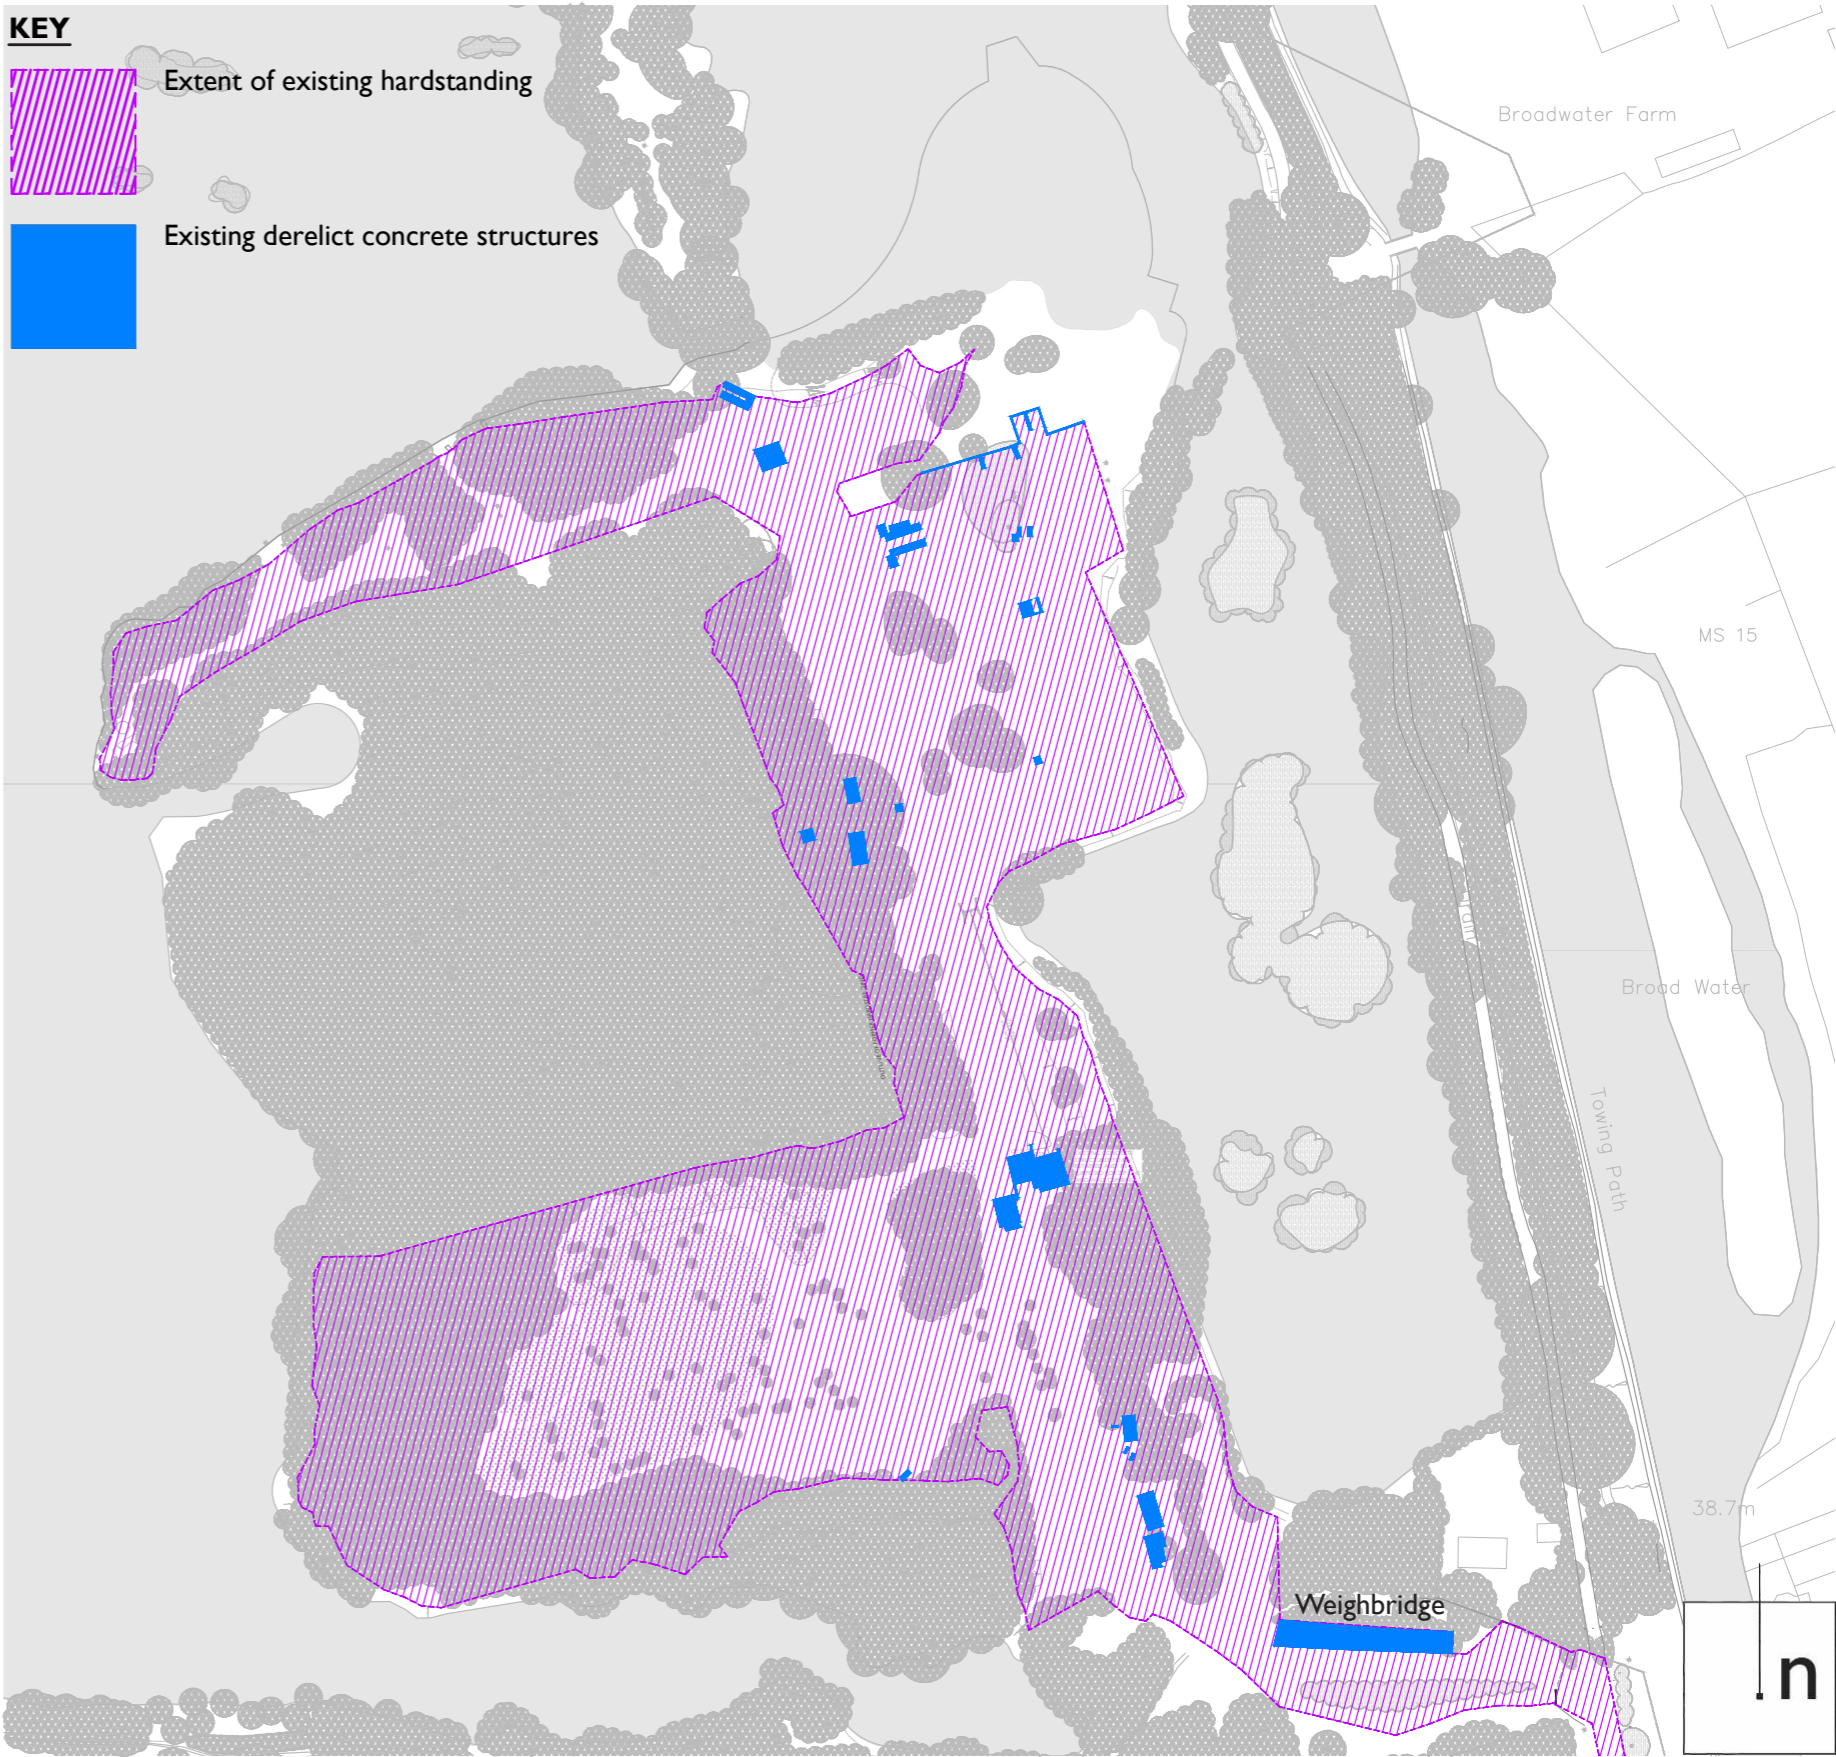 KEY
Extent of existing hardstanding
Existing derelict concrete structures
Broadwater Farm
MS 15
Broad Water
Towing Path
38.7m
Weighbridge
n